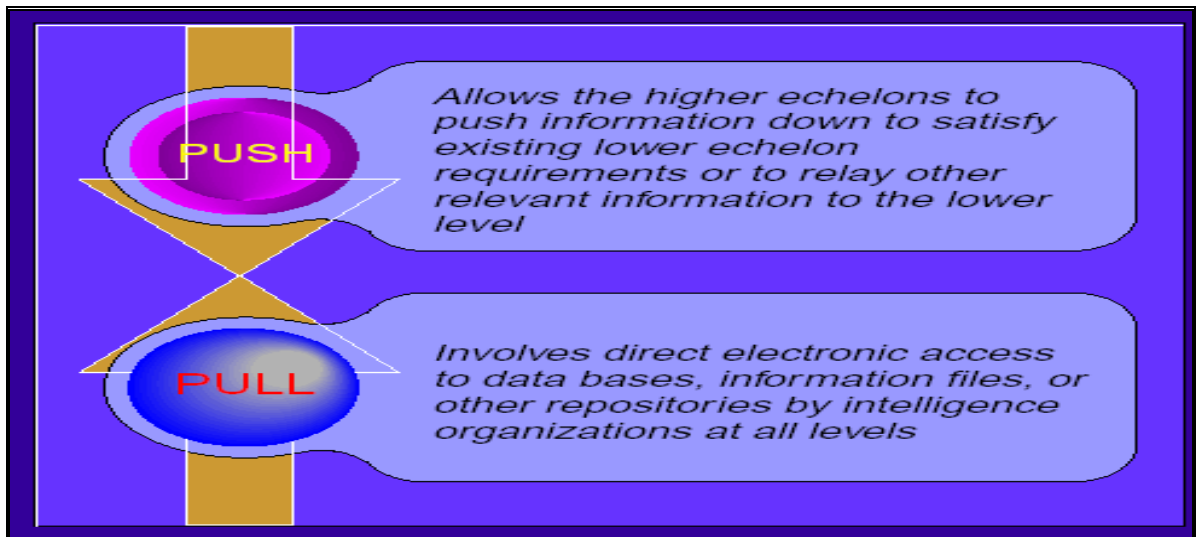 PUSH
Allows the higher echelons to
push information down to satisfy
existing lower echelon
requirements or to relay other
relevant information to the lower
level
PULL
Involves direct electronic access
to data bases, information files, or
other repositories by intelligence
organizations at all levels